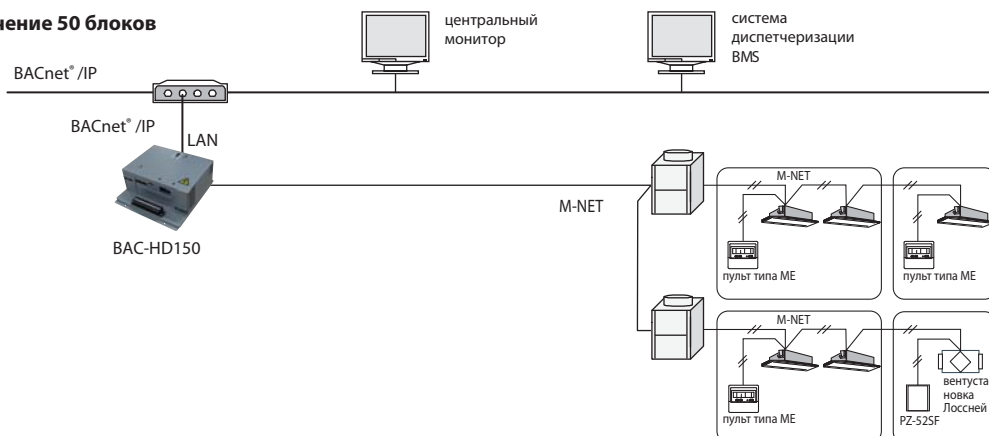 чение 50 блоков
центральный
монитор
система
диспетчеризации
BMS
BACnet® /IP
BACnet® /IP
LAN
BAC-HD150
M-NET
M-NET
пульт типа ME
пульт типа ME
M-NET
пульт типа ME
PZ-52SF
вентуста
новка
Лоссней